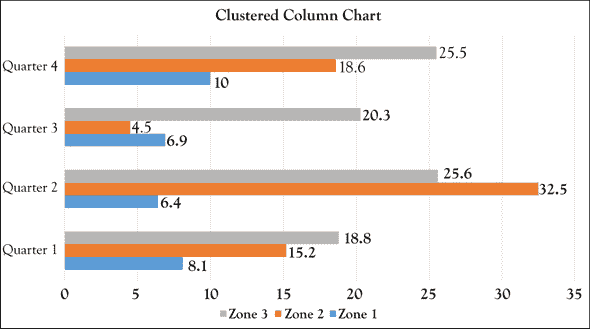 Clustered Column Chart
Quarter 4
25.5
18.6
10
Quarter 3
20.3
4.5
6.9
Quarter 2
25.6
32.5
6.4
Quarter 1
18.8
15.2
8.1
0 5 10 15 20 25 30 35
Zone 3 Zone 2 Zone 1